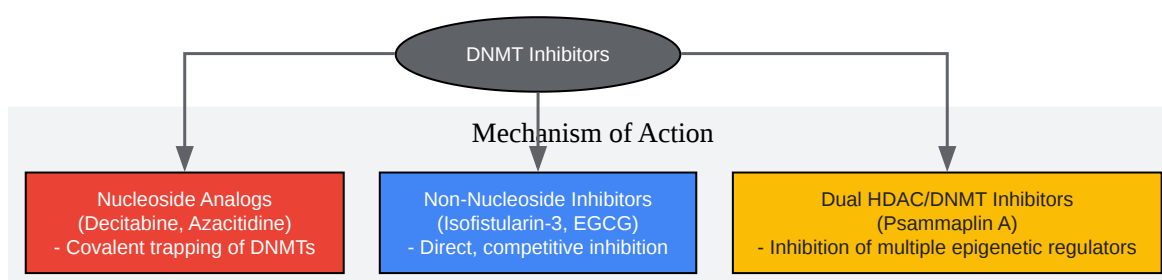 DNMT Inhibitors
Mechanism of Action
Nucleoside Analogs
(Decitabine, Azacitidine)
- Covalent trapping of DNMTs
Non-Nucleoside Inhibitors
(Isofistularin-3, EGCG)
- Direct, competitive inhibition
Dual HDAC/DNMT Inhibitors
(Psammaplin A)
- Inhibition of multiple epigenetic regulators